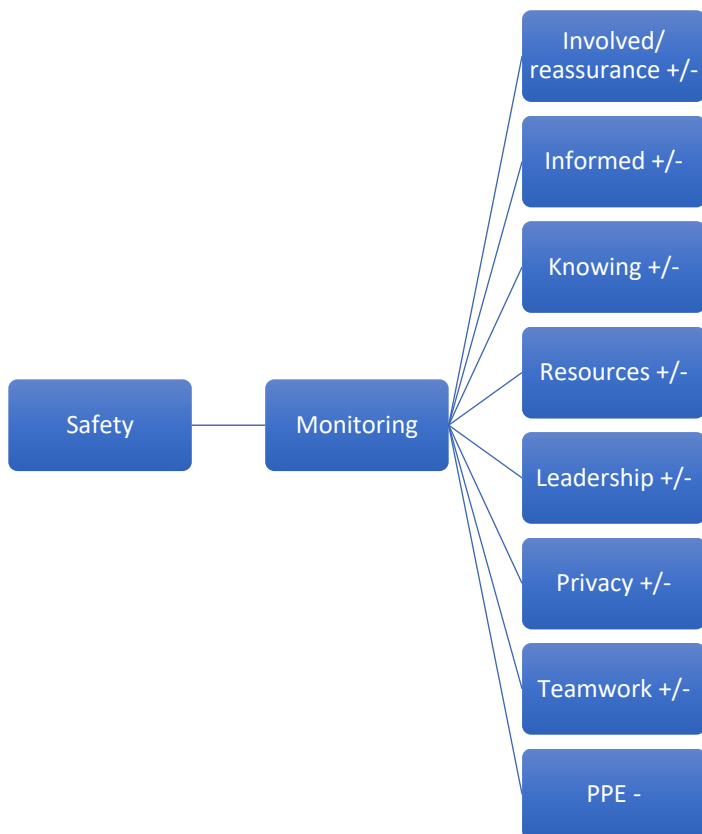 Involved/
reassurance +/-
Informed +/-
Knowing +/-
Resources +/-
Safety
Monitoring
Leadership +/-
Privacy +/-
Teamwork +/-
PPE -